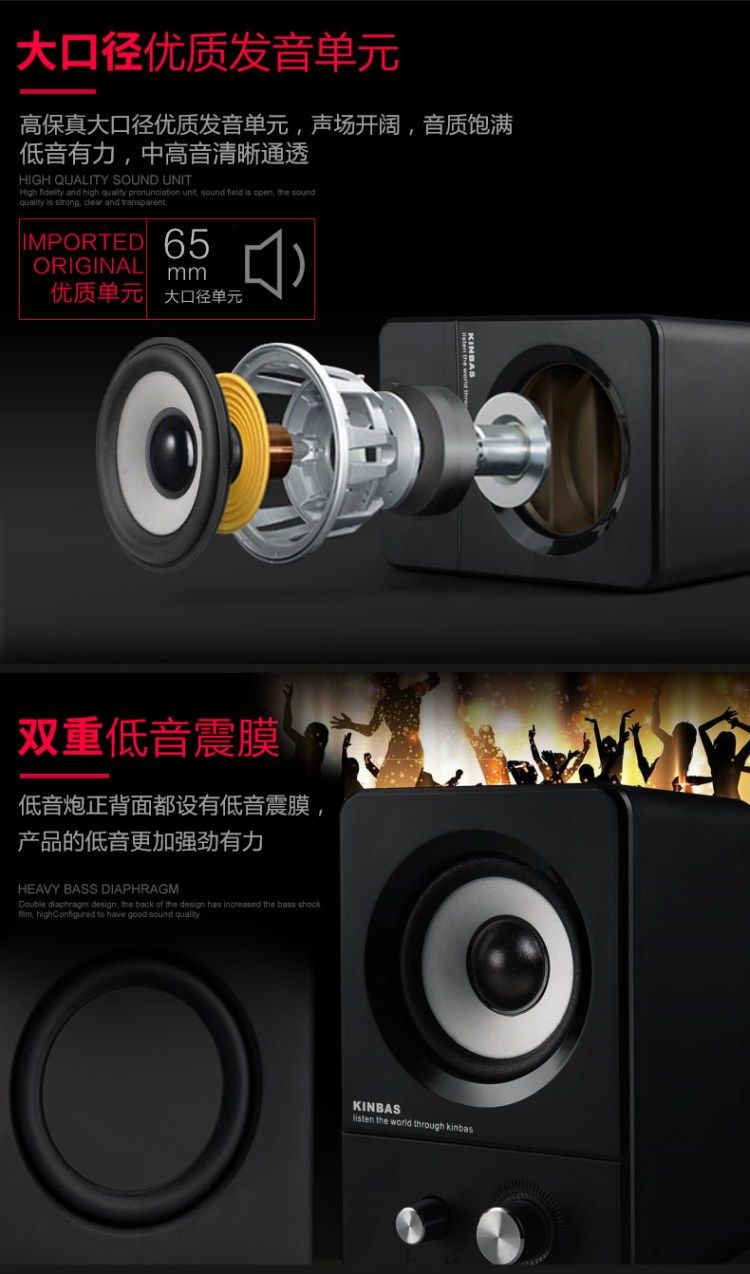 大口径优质发音单元
高保真大口径优质发音单元，声场开阔，音质饱满
低音有力，中高音清晰通透
HIGH QUALITY SOUND UNIT
High fidelity and high quality pronunciation unit, sound field is open, the sound
quality is strong, clear and transparent.
IMPORTED
ORIGINAL
优质单元
65
mm
大口径单元
KINBAS
listen the world thro
双重低音震膜
低音炮正背面都设有低音震膜，
产品的低音更加强劲有力
HEAVY BASS DIAPHRAGM
Double diaphragm design, the back of the design has increased the bass shock
film, highConfigured to have good sound quality
KINBAS
listen the world through kinbas